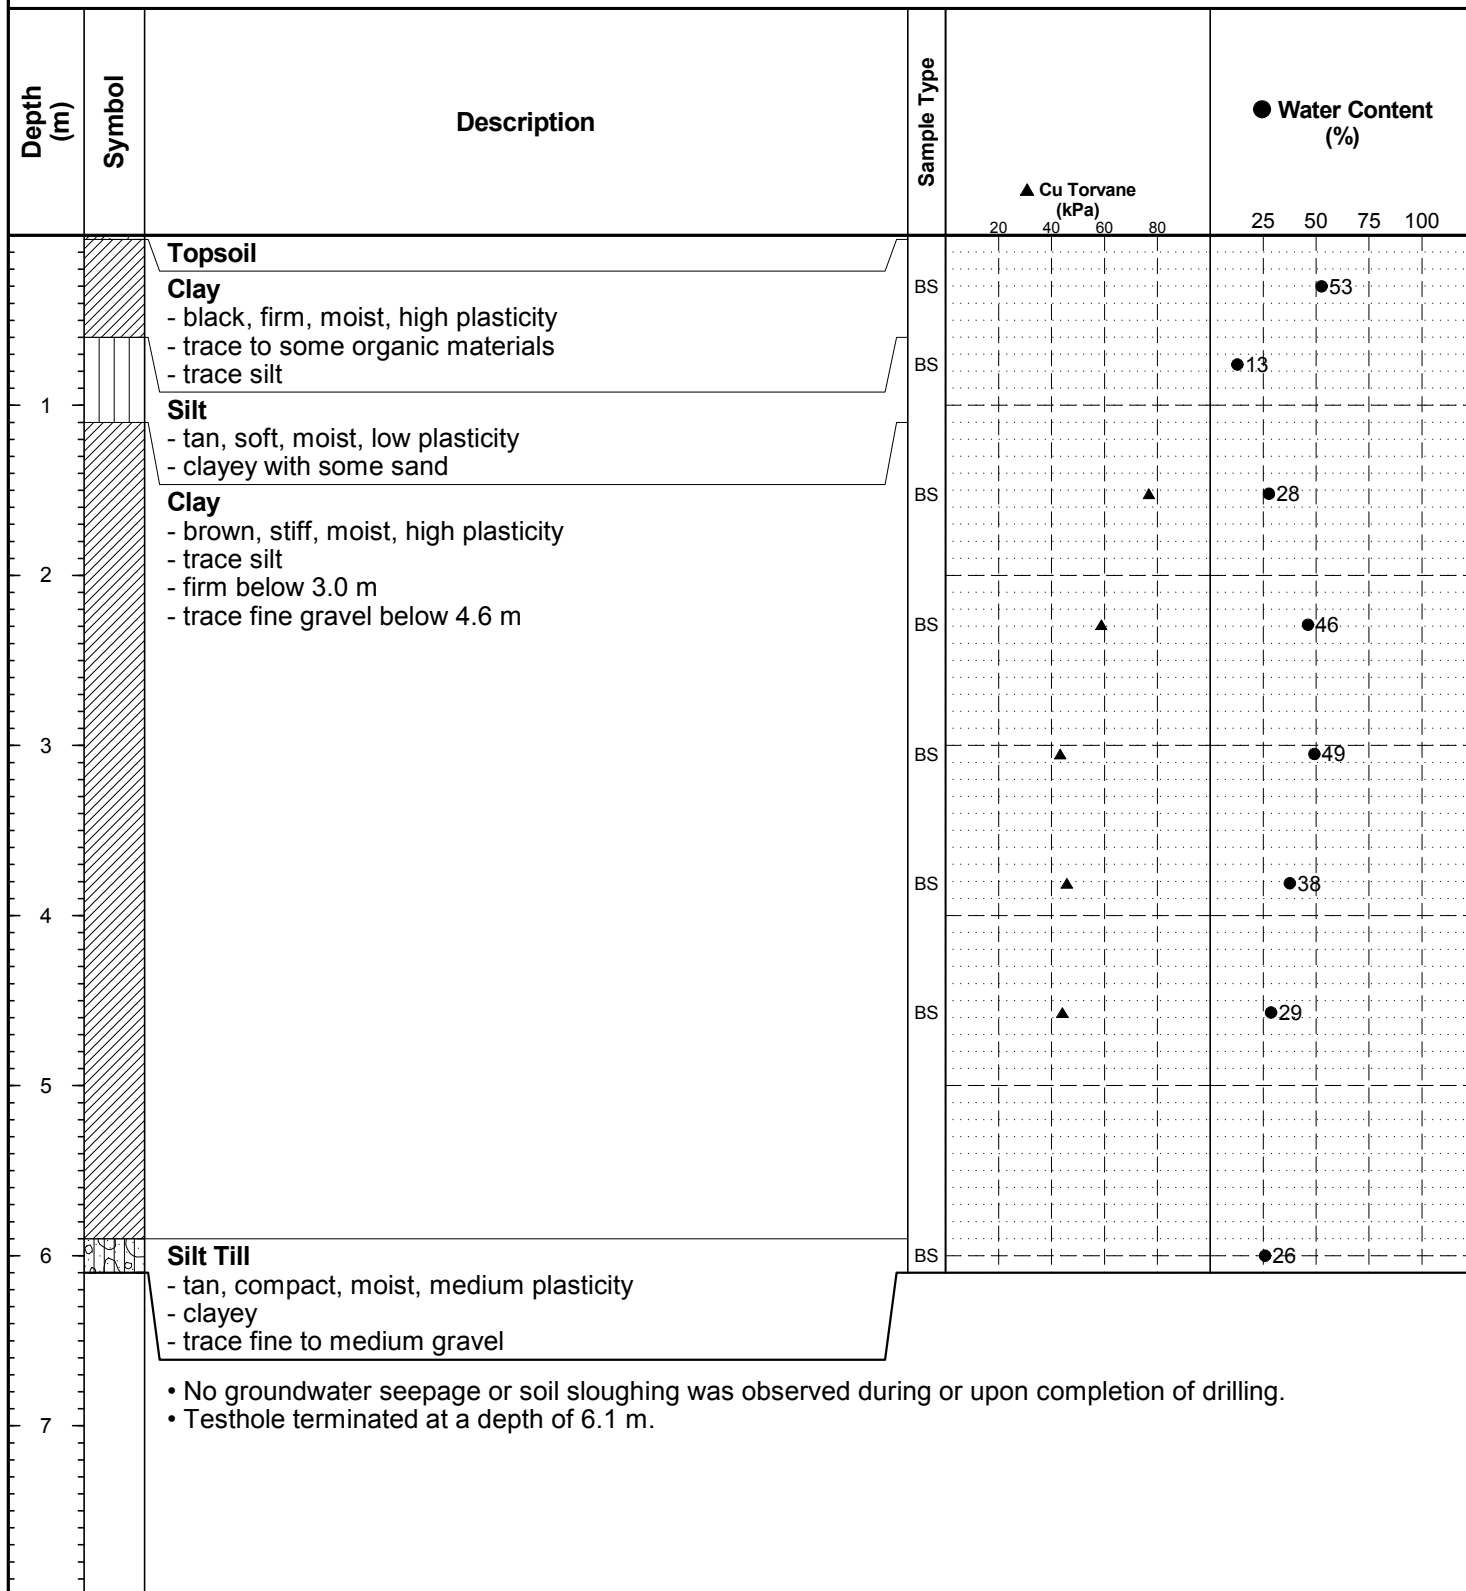 Depth
(m)
Symbol
Description
Sample Type
▲ Cu Torvane
(kPa)
20 40 60 80
● Water Content
(%)
25 50 75 100
Topsoil
Clay
BS
53
- black, firm, moist, high plasticity
- trace to some organic materials
- trace silt
BS
13
1
Silt
- tan, soft, moist, low plasticity
- clayey with some sand
Clay
BS
28
- brown, stiff, moist, high plasticity
- trace silt
2
- firm below 3.0 m
- trace fine gravel below 4.6 m
BS
46
3
BS
49
BS
38
4
BS
29
5
6
Silt Till
BS
26
- tan, compact, moist, medium plasticity
- clayey
- trace fine to medium gravel
• No groundwater seepage or soil sloughing was observed during or upon completion of drilling.
• Testhole terminated at a depth of 6.1 m.
7